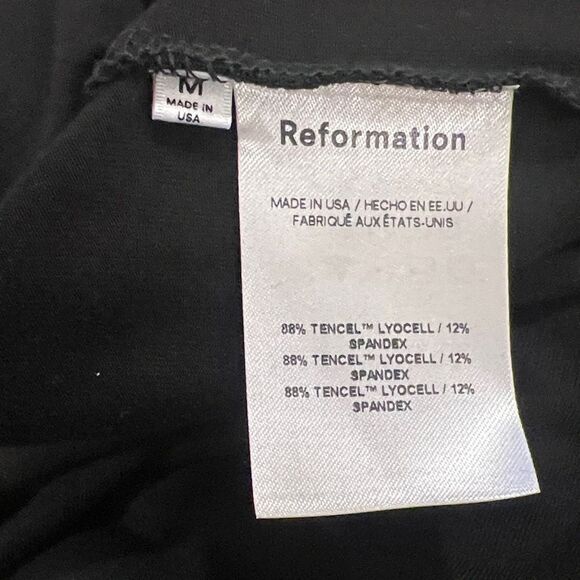 M
MADE IN
USA
Reformation
MADE IN USA / HECHO EN EE.UU /
FABRIQUÉ AUX ÉTATS-UNIS
88% TENCEL™ LYOCELL / 12%
SPANDEX
88% TENCEL™ LYOCELL / 12%
SPANDEX
88% TENCEL™ LYOCELL / 12%
SPANDEX